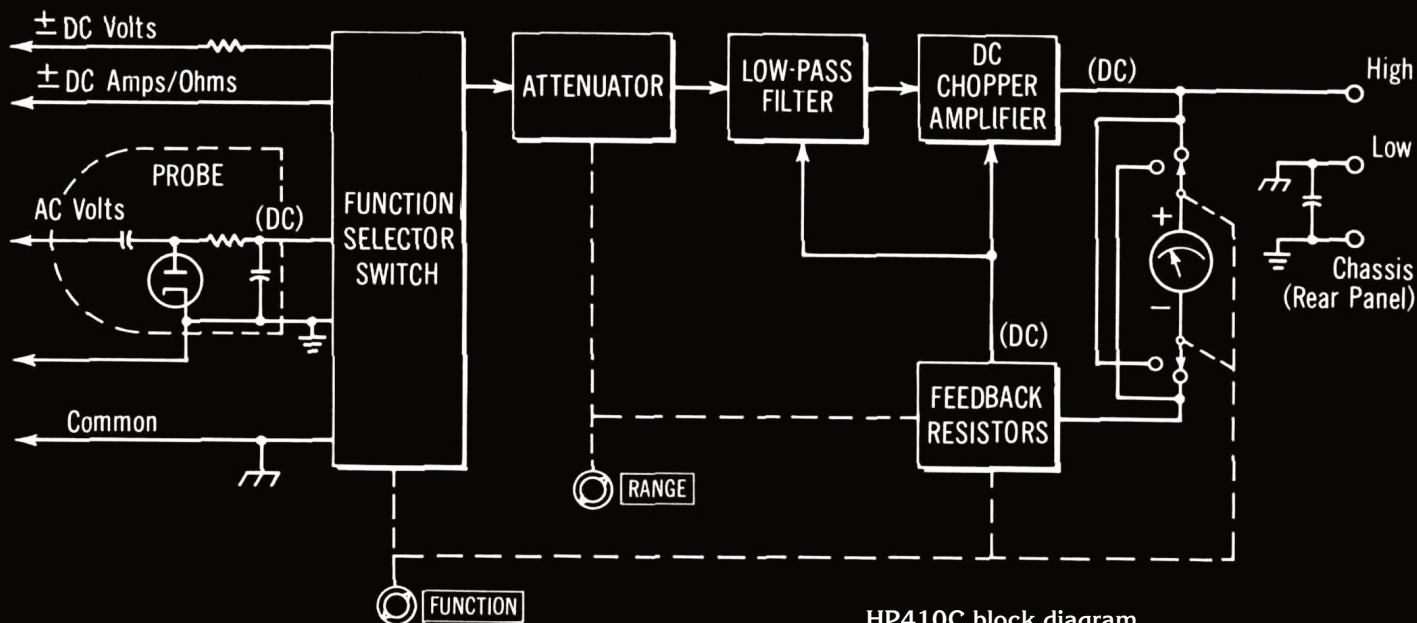 ± DC Volts
± DC Amps/Ohms
PROBE
AC Volts
(DC)
Common
FUNCTION
SELECTOR
SWITCH
ATTENUATOR
LOW-PASS
FILTER
DC
CHOPPER
AMPLIFIER
(DC)
High
Low
Chassis
(Rear Panel)
+
−
(DC)
FEEDBACK
RESISTORS
RANGE
FUNCTION
HP410C block diagram